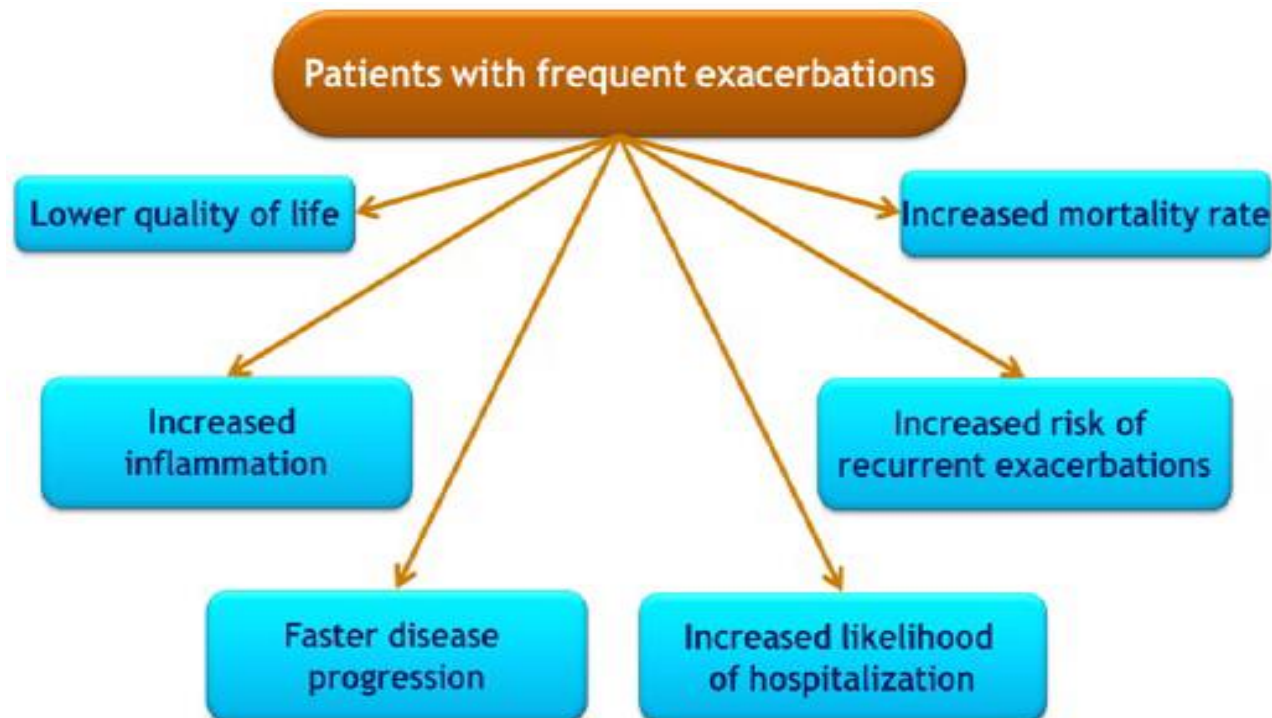 Patients with frequent exacerbations
Lower quality of life
Increased mortality rate
Increased
inflammation
Increased risk of
recurrent exacerbations
Faster disease
progression
Increased likelihood
of hospitalization